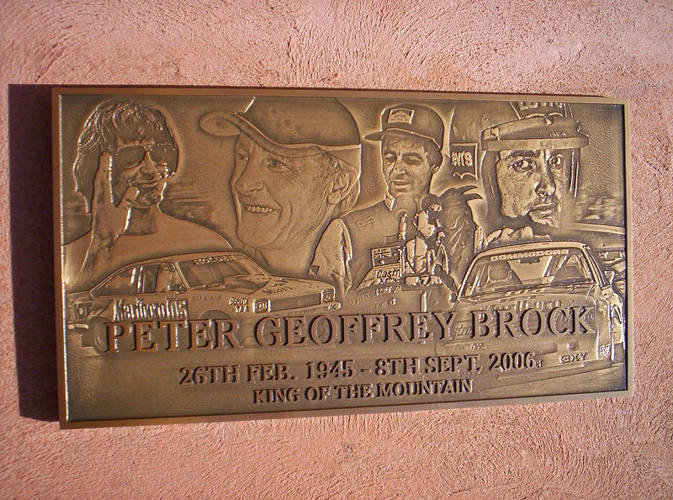 COMMODORE
Marlboro
PETER GEOFFREY BROCK
26TH FEB. 1945 - 8TH SEPT. 2006
KING OF THE MOUNTAIN